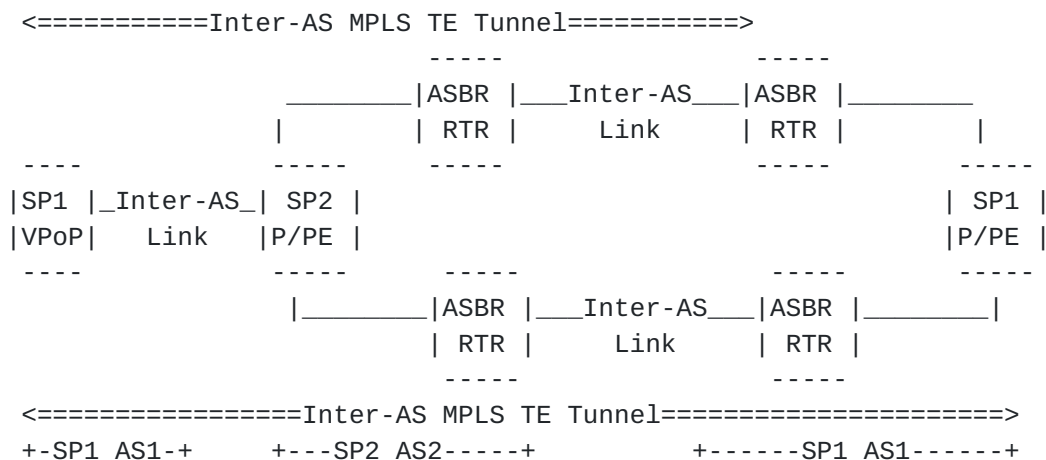 <===========Inter-AS MPLS TE Tunnel===========>
                          -----                -----
                 ________|ASBR |___Inter-AS___|ASBR |________
                |        | RTR |     Link     | RTR |        |
 ----           -----     -----                -----       -----
|SP1 |_Inter-AS_| SP2 |                                   | SP1 |
|VPoP|   Link   |P/PE |                                   |P/PE |
 ----           -----      -----                -----      -----
                 |________|ASBR |___Inter-AS___|ASBR |________|
                          | RTR |     Link     | RTR |
                           -----                -----
<=================Inter-AS MPLS TE Tunnel======================>
+-SP1 AS1-+     +---SP2 AS2-----+          +------SP1 AS1------+